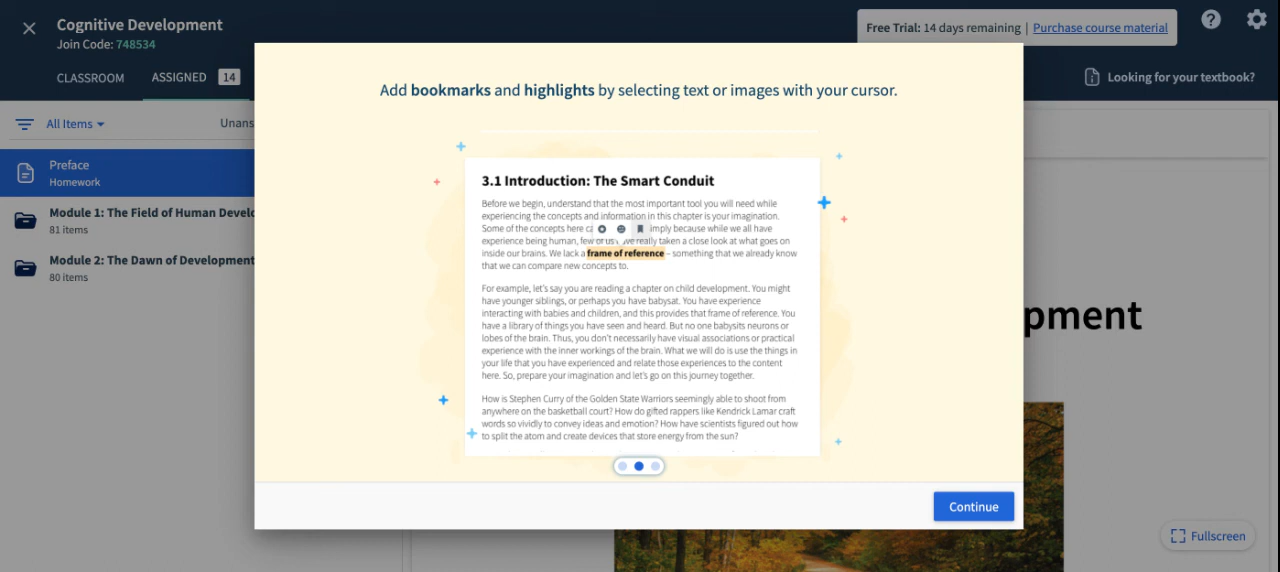 Cognitive Development
Join Code: 748534
Free Trial: 14 days remaining | Purchase course material
CLASSROOM
ASSIGNED 14
Looking for your textbook?
All Items
Unans
Preface
Homework
Module 1: The Field of Human Develo
81 items
Module 2: The Dawn of Development
80 items
Add bookmarks and highlights by selecting text or images with your cursor.
3.1 Introduction: The Smart Conduit
Before we begin, understand that the most important tool you will need while
experiencing the concepts and information in this chapter is your imagination.
Some of the concepts here imply because while we all have
experience being human, few of us have really taken a close look at what goes on
inside our brains. We lack a frame of reference – something that we already know
that we can compare new concepts to.
For example, let's say you are reading a chapter on child development. You might
have younger siblings, or perhaps you have babysat. You have experience
interacting with babies and children, and this provides that frame of reference. You
have a library of things you have seen and heard. But no one babysits neurons or
lobes of the brain. Thus, you don't necessarily have visual associations or practical
experience with the inner workings of the brain. What we will do is use the things in
your life that you have experienced and relate those experiences to the content
here. So, prepare your imagination and let's go on this journey together.
How is Stephen Curry of the Golden State Warriors seemingly able to shoot from
anywhere on the basketball court? How do gifted rappers like Kendrick Lamar craft
words so vividly to convey ideas and emotion? How have scientists figured out how
to split the atom and create devices that store energy from the sun?
Continue
pment
Fullscreen